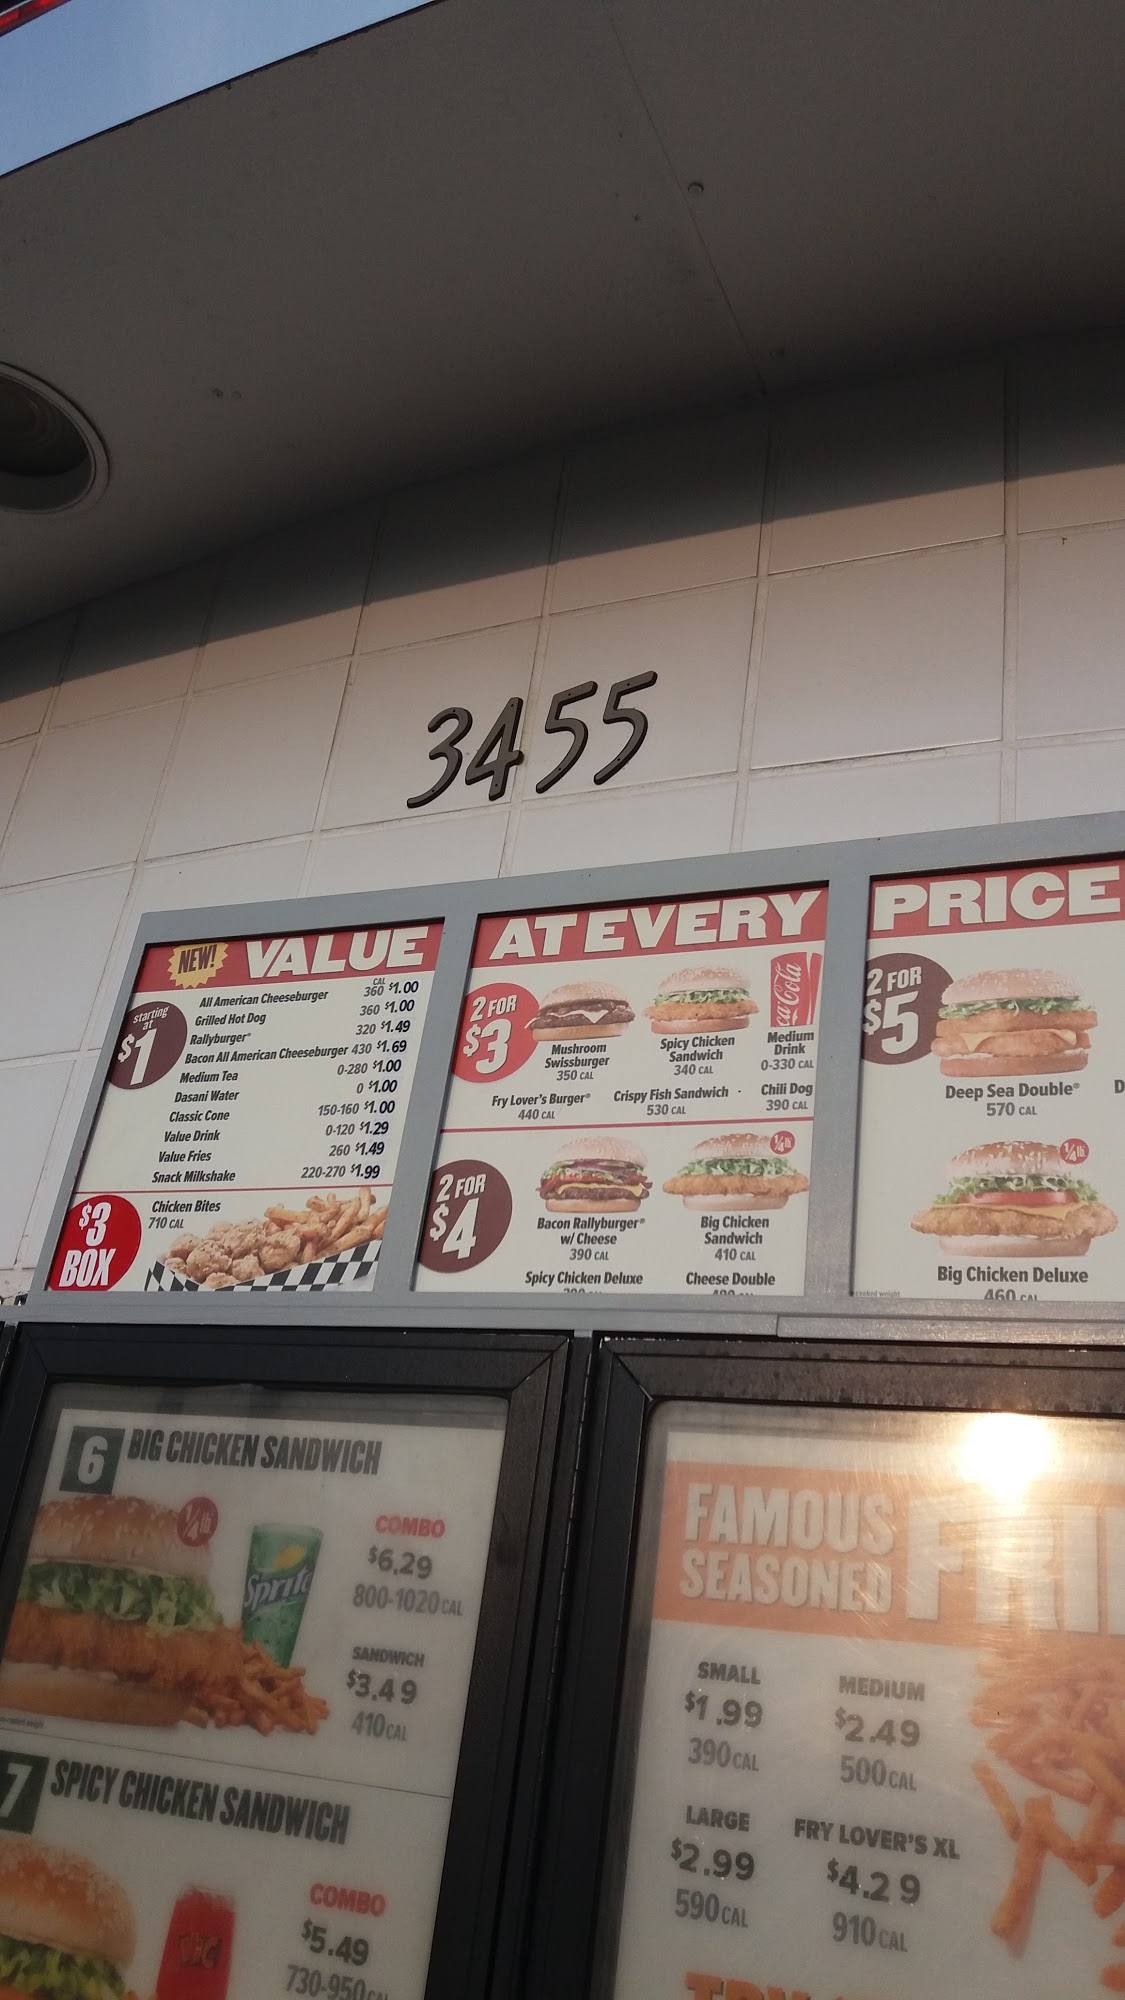 3455
NEW! VALUE
starting at $1
CAL
All American Cheeseburger 360 $1.00
Grilled Hot Dog 360 $1.00
Rallyburger® 320 $1.49
Bacon All American Cheeseburger 430 $1.69
Medium Tea 0-280 $1.00
Dasani Water 0 $1.00
Classic Cone 150-160 $1.00
Value Drink 0-120 $1.29
Value Fries 260 $1.49
Snack Milkshake 220-270 $1.99
$3 BOX
Chicken Bites
710 CAL
AT EVERY
2 FOR $3
Mushroom
Swissburger
350 CAL
Spicy Chicken
Sandwich
340 CAL
Coca-Cola
Medium
Drink
0-330 CAL
Fry Lover's Burger®
440 CAL
Crispy Fish Sandwich
530 CAL
Chili Dog
390 CAL
2 FOR $4
Bacon Rallyburger®
w/ Cheese
390 CAL
1/4 lb.
Big Chicken
Sandwich
410 CAL
Spicy Chicken Deluxe
Cheese Double
PRICE
2 FOR $5
Deep Sea Double®
570 CAL
D
1/4 lb.
Big Chicken Deluxe
460 CAL
cooked weight
6 BIG CHICKEN SANDWICH
1/4 lb.
Sprite
COMBO
$6.29
800-1020 CAL
SANDWICH
$3.49
410 CAL
7 SPICY CHICKEN SANDWICH
COMBO
$5.49
730-950 CAL
FAMOUS
SEASONED
FRI
SMALL
$1.99
390 CAL
MEDIUM
$2.49
500 CAL
LARGE
$2.99
590 CAL
FRY LOVER'S XL
$4.29
910 CAL
TRY